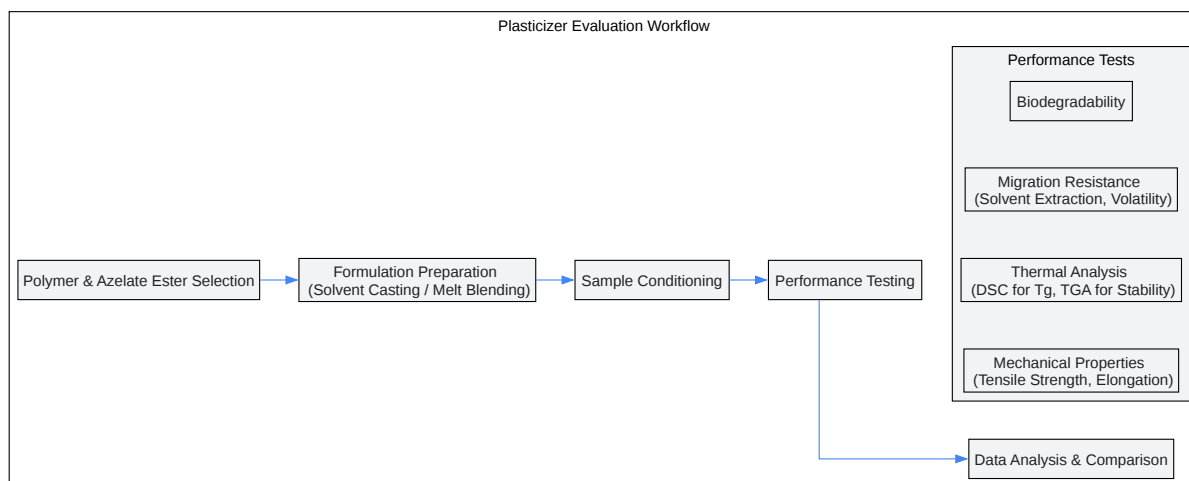 Plasticizer Evaluation Workflow
Performance Tests
Biodegradability
Migration Resistance
(Solvent Extraction, Volatility)
Polymer & Azelate Ester Selection
Formulation Preparation
(Solvent Casting / Melt Blending)
Sample Conditioning
Performance Testing
Thermal Analysis
(DSC for Tg, TGA for Stability)
Mechanical Properties
(Tensile Strength, Elongation)
Data Analysis & Comparison